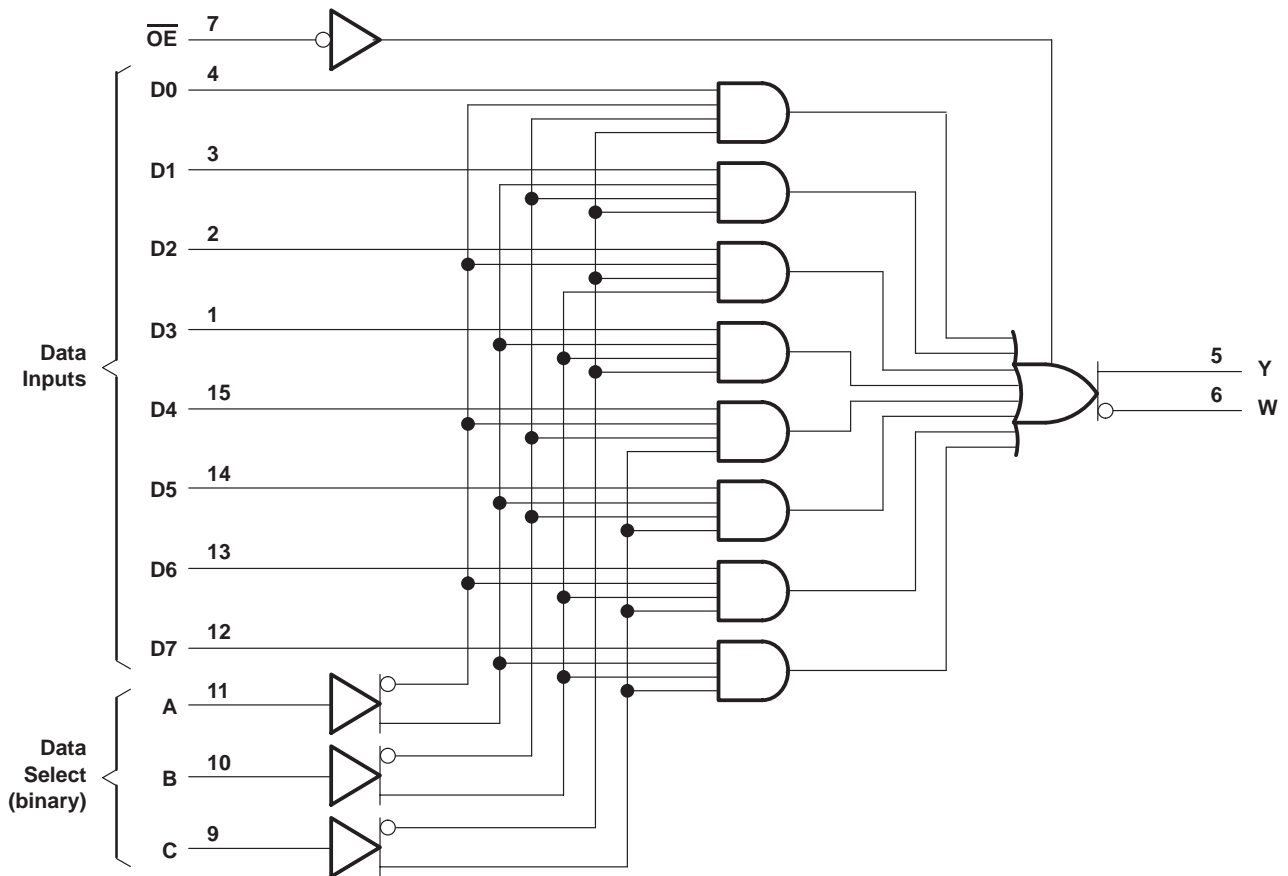 OE 7
D0 4
D1 3
D2 2
D3 1
Data
Inputs
5 Y
6 W
D4 15
D5 14
D6 13
D7 12
A 11
Data
Select
(binary)
B 10
C 9